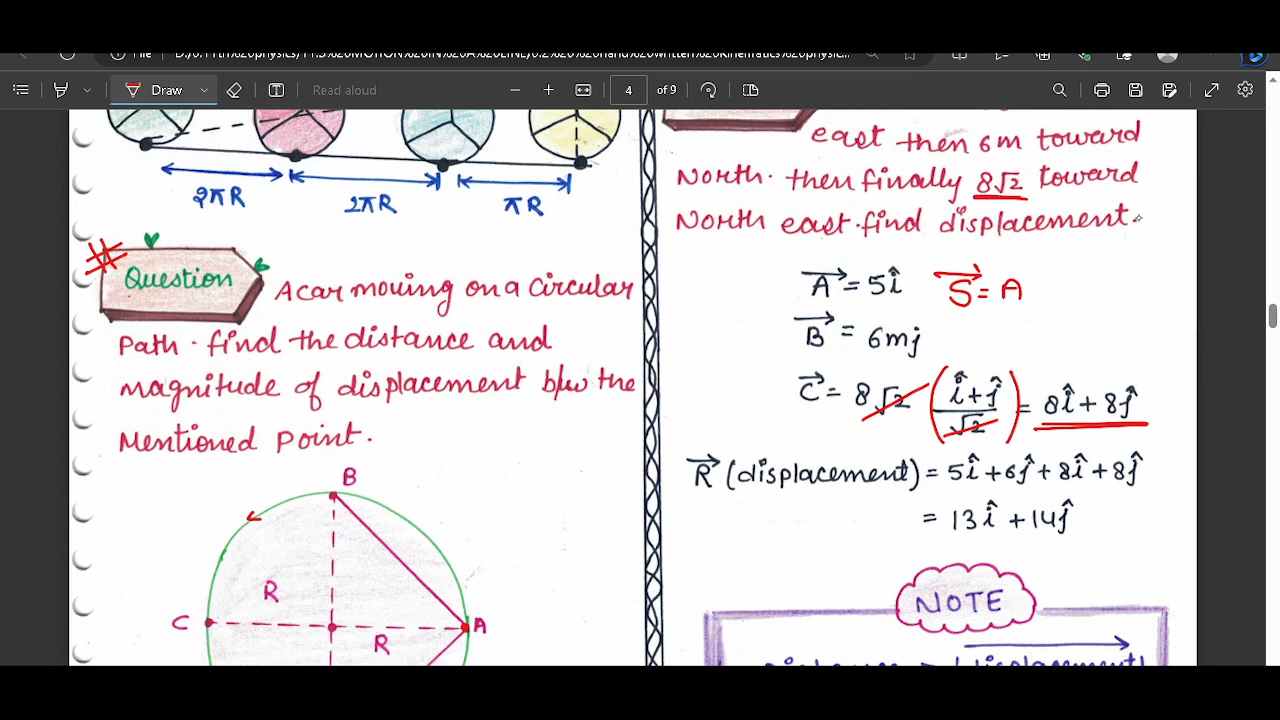 Draw
Read aloud
4
of 9
2πR
2πR
πR
Question
A car moving on a Circular
Path. find the distance and
magnitude of displacement b/w the
Mentioned Point.
B
R
C
R
A
east then 6m toward
North. then finally 8√2 toward
North east. find displacement.
A⃗ = 5î
S⃗ = A
B⃗ = 6mj
C⃗ = 8√2 (î+ĵ/√2) = 8î + 8ĵ
R⃗ (displacement) = 5î + 6ĵ + 8î + 8ĵ
= 13î + 14ĵ
NOTE